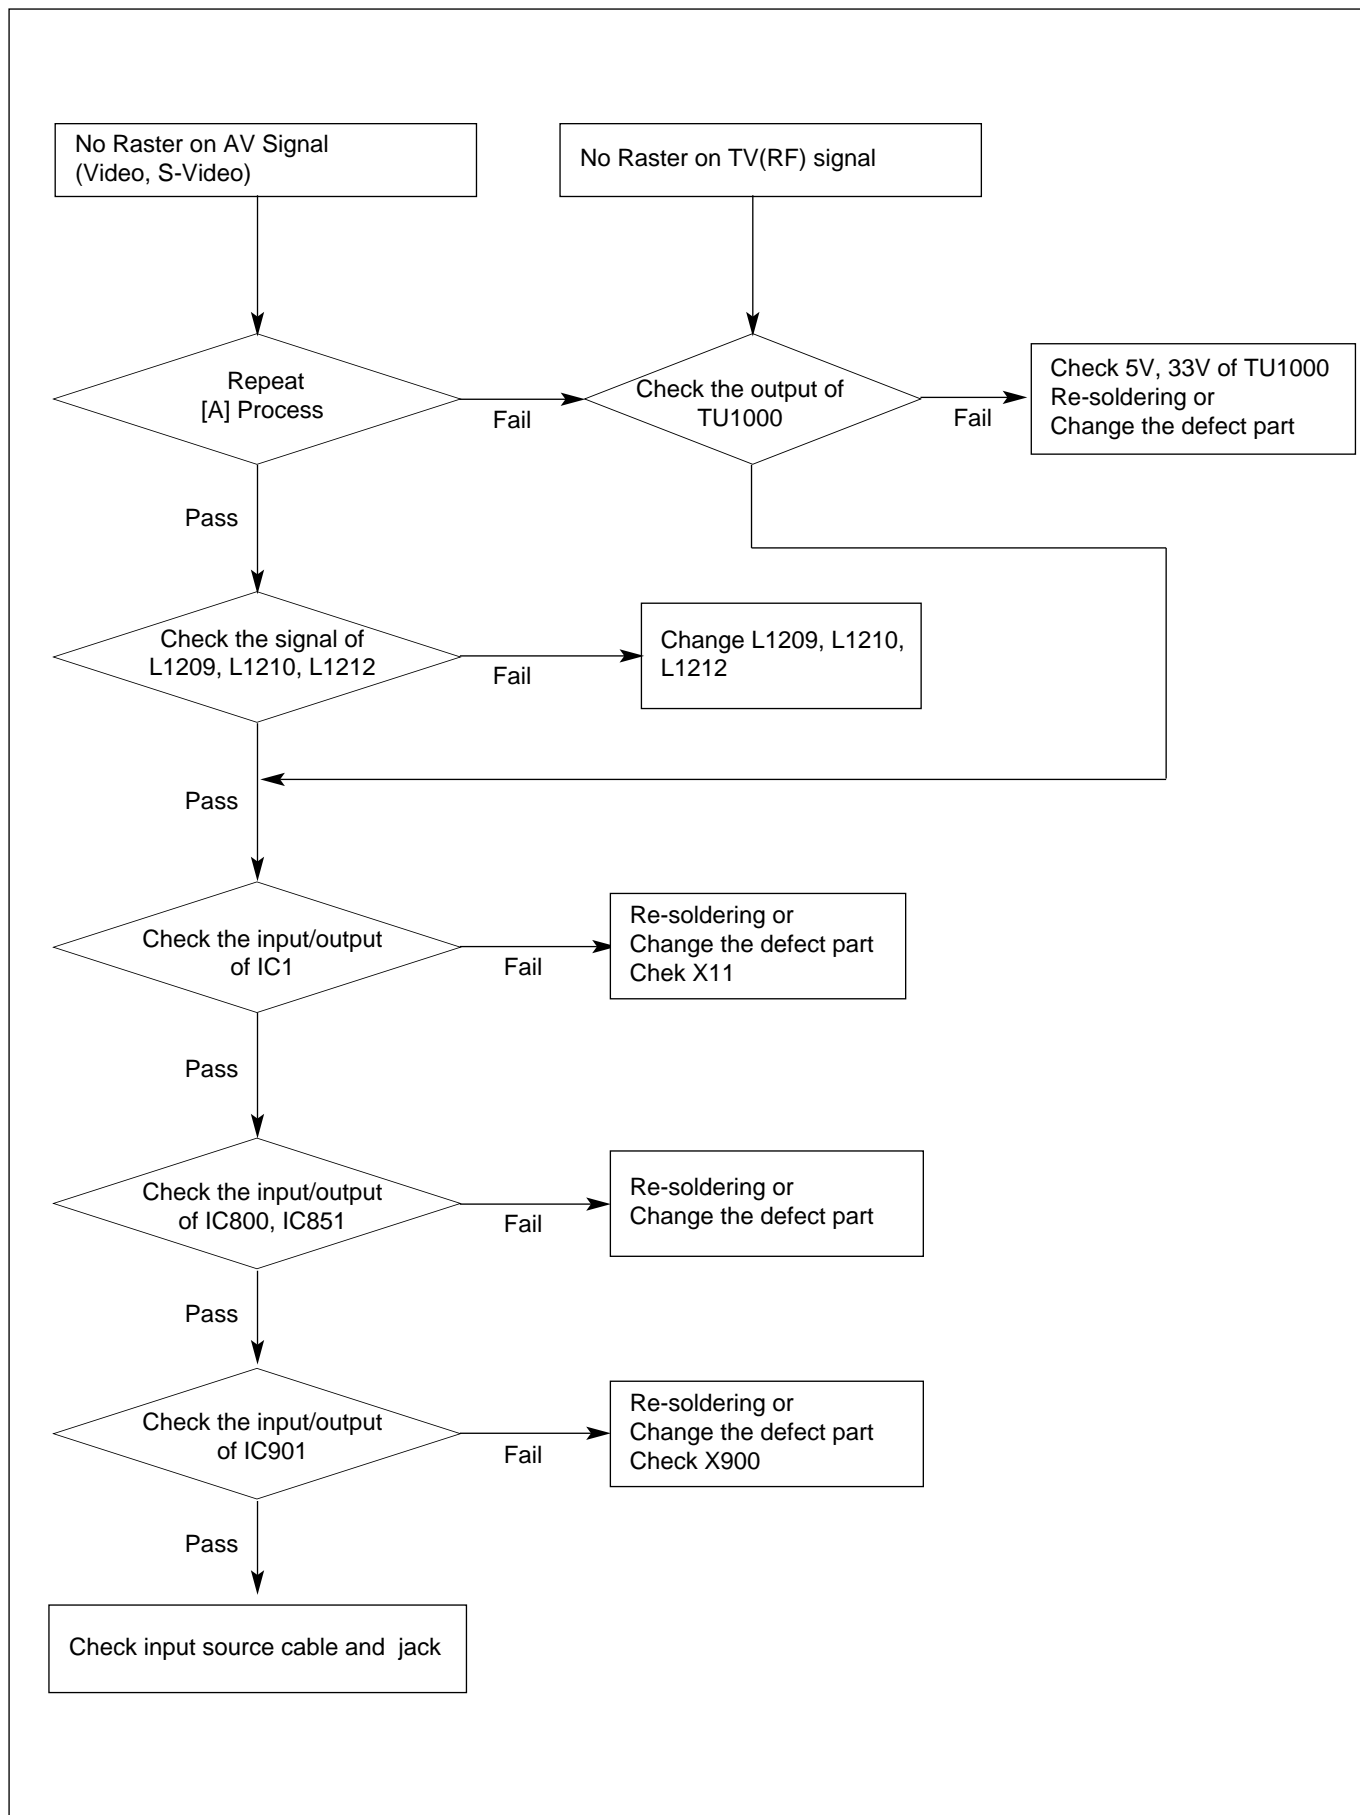 No Raster on AV Signal
(Video, S-Video)
No Raster on TV(RF) signal
Repeat
[A] Process
Fail
Check the output of
TU1000
Fail
Check 5V, 33V of TU1000
Re-soldering or
Change the defect part
Pass
Check the signal of
L1209, L1210, L1212
Fail
Change L1209, L1210,
L1212
Pass
Check the input/output
of IC1
Fail
Re-soldering or
Change the defect part
Chek X11
Pass
Check the input/output
of IC800, IC851
Fail
Re-soldering or
Change the defect part
Pass
Check the input/output
of IC901
Fail
Re-soldering or
Change the defect part
Check X900
Pass
Check input source cable and  jack